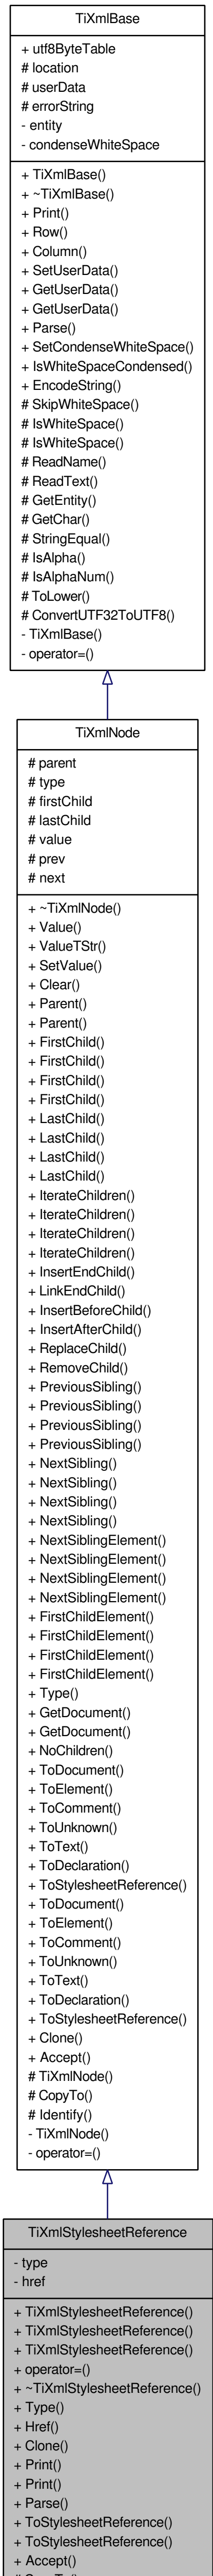 TiXmlBase
+ utf8ByteTable
# location
# userData
# errorString
- entity
- condenseWhiteSpace
+ TiXmlBase()
+ ~TiXmlBase()
+ Print()
+ Row()
+ Column()
+ SetUserData()
+ GetUserData()
+ GetUserData()
+ Parse()
+ SetCondenseWhiteSpace()
+ IsWhiteSpaceCondensed()
+ EncodeString()
# SkipWhiteSpace()
# IsWhiteSpace()
# IsWhiteSpace()
# ReadName()
# ReadText()
# GetEntity()
# GetChar()
# StringEqual()
# IsAlpha()
# IsAlphaNum()
# ToLower()
# ConvertUTF32ToUTF8()
- TiXmlBase()
- operator=()
TiXmlNode
# parent
# type
# firstChild
# lastChild
# value
# prev
# next
+ ~TiXmlNode()
+ Value()
+ ValueTStr()
+ SetValue()
+ Clear()
+ Parent()
+ Parent()
+ FirstChild()
+ FirstChild()
+ FirstChild()
+ FirstChild()
+ LastChild()
+ LastChild()
+ LastChild()
+ LastChild()
+ IterateChildren()
+ IterateChildren()
+ IterateChildren()
+ IterateChildren()
+ InsertEndChild()
+ LinkEndChild()
+ InsertBeforeChild()
+ InsertAfterChild()
+ ReplaceChild()
+ RemoveChild()
+ PreviousSibling()
+ PreviousSibling()
+ PreviousSibling()
+ PreviousSibling()
+ NextSibling()
+ NextSibling()
+ NextSibling()
+ NextSibling()
+ NextSiblingElement()
+ NextSiblingElement()
+ NextSiblingElement()
+ NextSiblingElement()
+ FirstChildElement()
+ FirstChildElement()
+ FirstChildElement()
+ FirstChildElement()
+ Type()
+ GetDocument()
+ GetDocument()
+ NoChildren()
+ ToDocument()
+ ToElement()
+ ToComment()
+ ToUnknown()
+ ToText()
+ ToDeclaration()
+ ToStylesheetReference()
+ ToDocument()
+ ToElement()
+ ToComment()
+ ToUnknown()
+ ToText()
+ ToDeclaration()
+ ToStylesheetReference()
+ Clone()
+ Accept()
# TiXmlNode()
# CopyTo()
# Identify()
- TiXmlNode()
- operator=()
TiXmlStylesheetReference
- type
- href
+ TiXmlStylesheetReference()
+ TiXmlStylesheetReference()
+ TiXmlStylesheetReference()
+ operator=()
+ ~TiXmlStylesheetReference()
+ Type()
+ Href()
+ Clone()
+ Print()
+ Print()
+ Parse()
+ ToStylesheetReference()
+ ToStylesheetReference()
+ Accept()